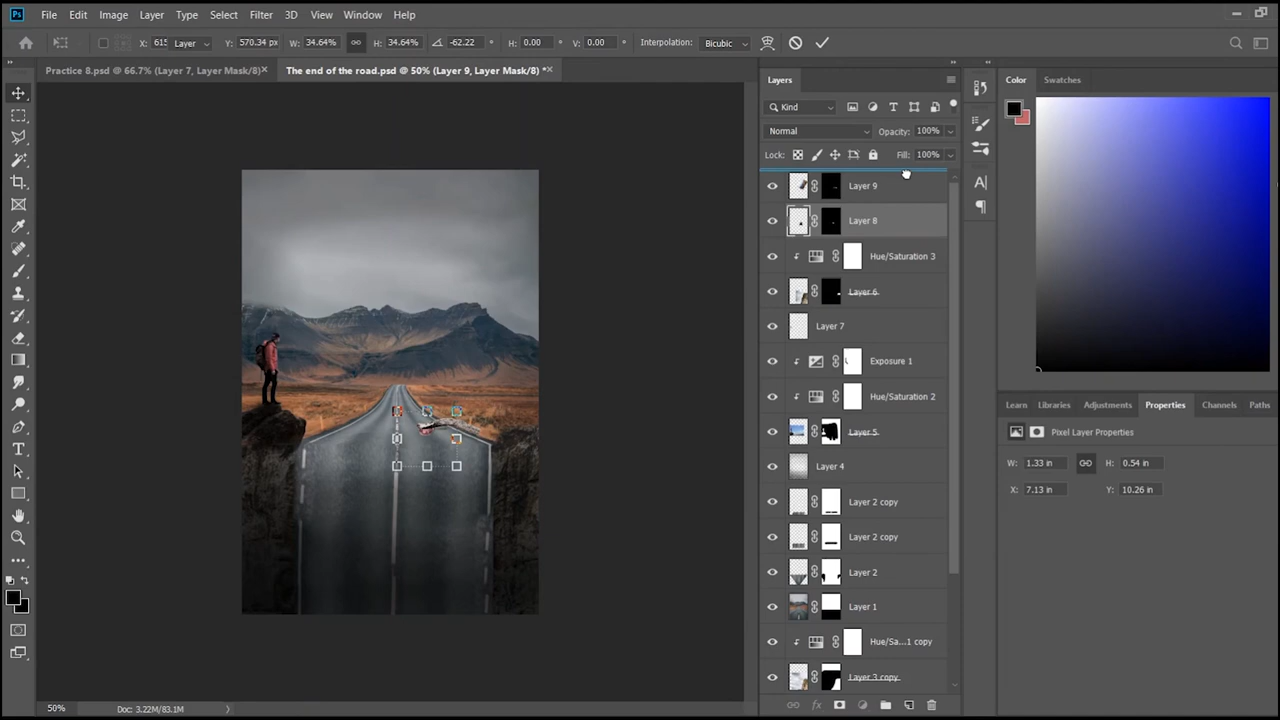 Ps File Edit Image Layer Type Select Filter 3D View Window Help
X: 615 Layer Y: 570.34 px W: 34.64% H: 34.64% -62.22 ° H: 0.00 ° V: 0.00 ° Interpolation: Bicubic
Practice 8.psd @ 66.7% (Layer 7, Layer Mask/8) × The end of the road.psd @ 50% (Layer 9, Layer Mask/8) * ×
Layers
Color Swatches
Kind
Normal Opacity: 100%
Lock: Fill: 100%
Layer 9
Layer 8
Hue/Saturation 3
Layer 6
Layer 7
Exposure 1
Hue/Saturation 2
Layer 5
Layer 4
Layer 2 copy
Layer 2 copy
Layer 2
Layer 1
Hue/Sa...1 copy
Layer 3 copy
Learn Libraries Adjustments Properties Channels Paths
Pixel Layer Properties
W: 1.33 in H: 0.54 in
X: 7.13 in Y: 10.26 in
50% Doc: 3.22M/83.1M